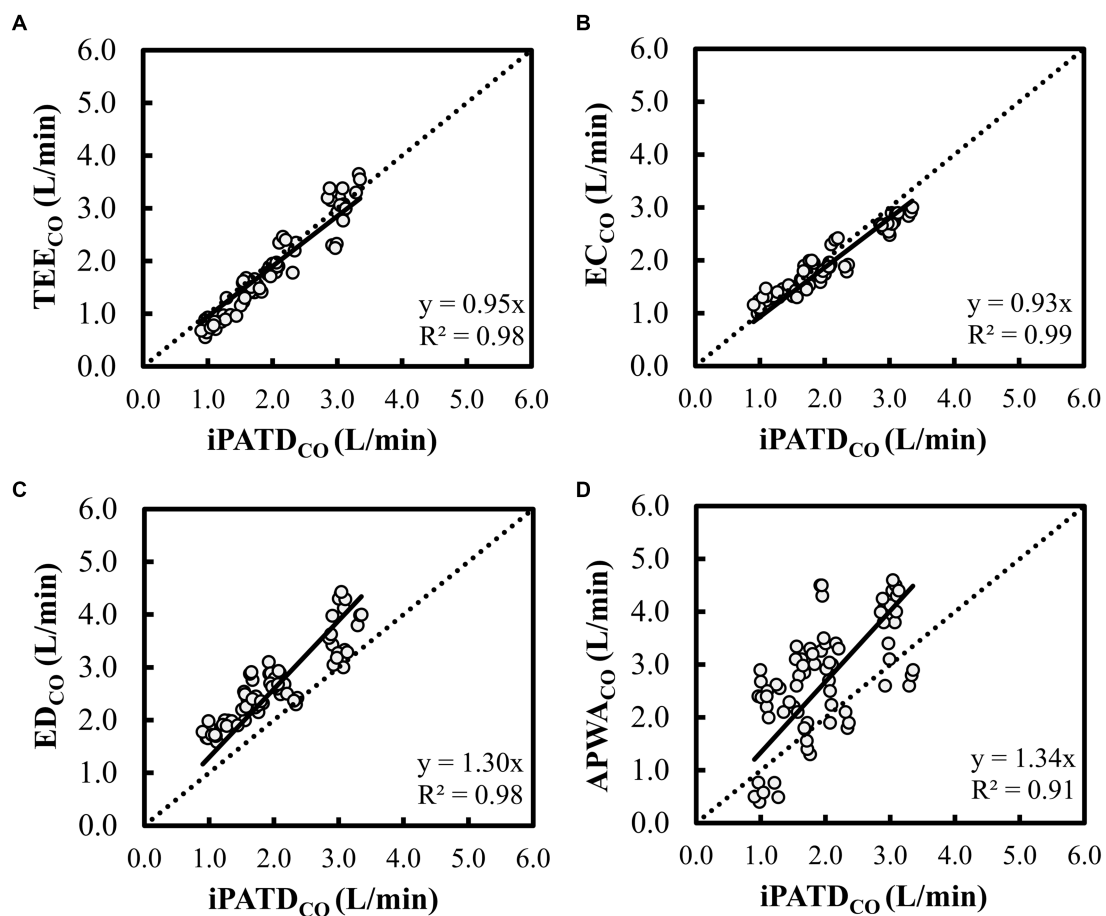 A
6.0
5.0
4.0
3.0
2.0
1.0
0.0
TEE_CO (L/min)
y = 0.95x
R² = 0.98
0.0 1.0 2.0 3.0 4.0 5.0 6.0
iPATD_CO (L/min)
B
6.0
5.0
4.0
3.0
2.0
1.0
0.0
EC_CO (L/min)
y = 0.93x
R² = 0.99
0.0 1.0 2.0 3.0 4.0 5.0 6.0
iPATD_CO (L/min)
C
6.0
5.0
4.0
3.0
2.0
1.0
0.0
ED_CO (L/min)
y = 1.30x
R² = 0.98
0.0 1.0 2.0 3.0 4.0 5.0 6.0
iPATD_CO (L/min)
D
6.0
5.0
4.0
3.0
2.0
1.0
0.0
APWA_CO (L/min)
y = 1.34x
R² = 0.91
0.0 1.0 2.0 3.0 4.0 5.0 6.0
iPATD_CO (L/min)